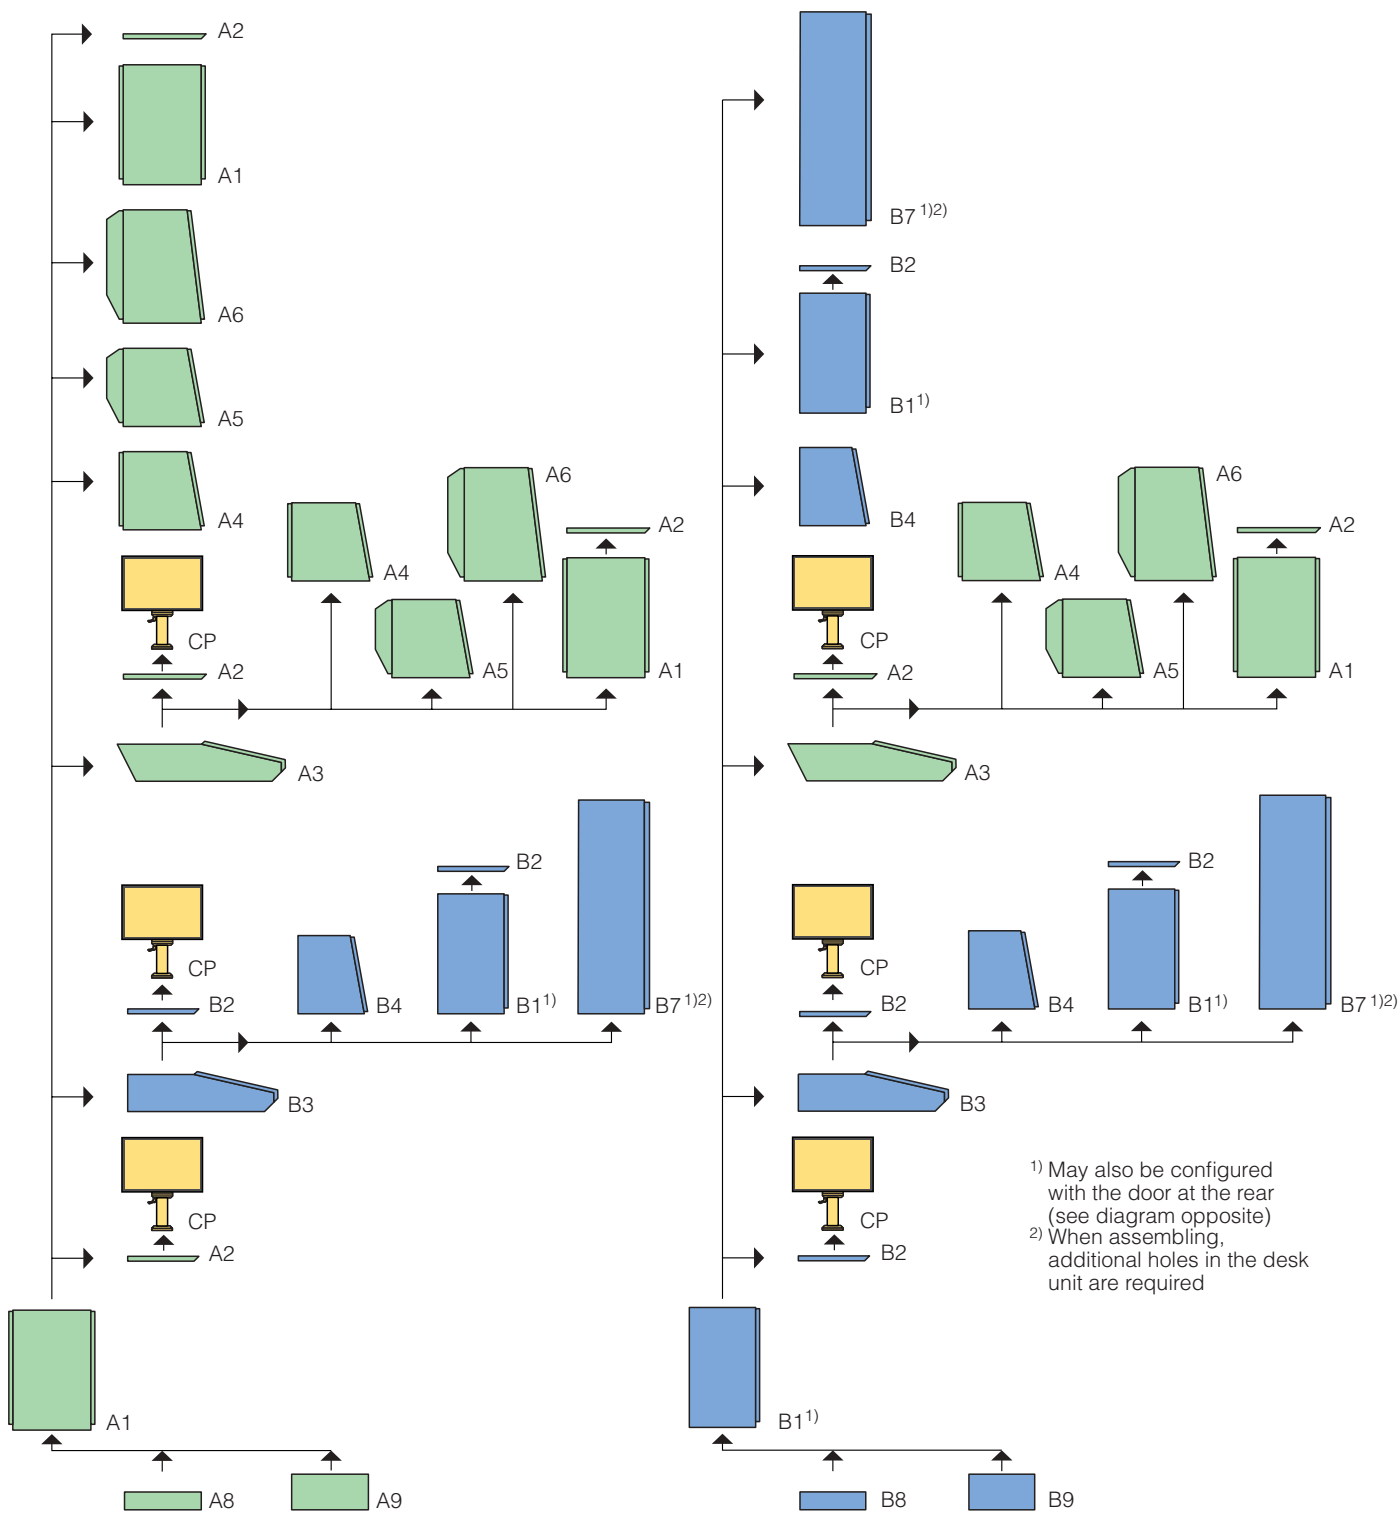 A2
A1
A6
A5
A4
CP
A2
A4
A5
A6
A2
A1
A3
CP
B2
B4
B2
B1 1)
B7 1)2)
B3
CP
A2
A1
A8
A9
B7 1)2)
B2
B1 1)
B4
CP
A2
A4
A5
A6
A2
A1
A3
CP
B2
B4
B2
B1 1)
B7 1)2)
B3
CP
B2
B1 1)
B8
B9
1) May also be configured
with the door at the rear
(see diagram opposite)
2) When assembling,
additional holes in the desk
unit are required